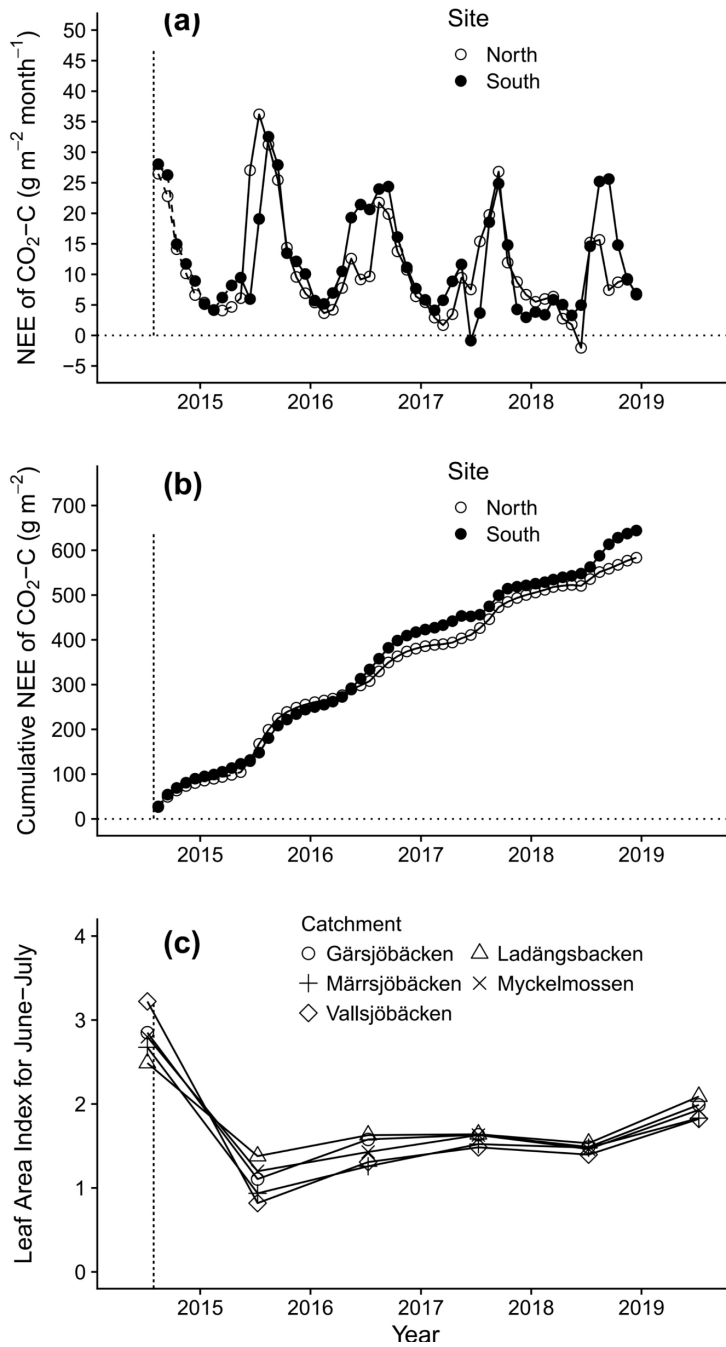 (a)
Site
North
South
NEE of CO₂−C (g m⁻² month⁻¹)
50
45
40
35
30
25
20
15
10
5
0
−5
2015 2016 2017 2018 2019
(b)
Site
North
South
Cumulative NEE of CO₂−C (g m⁻²)
700
600
500
400
300
200
100
0
2015 2016 2017 2018 2019
(c)
Catchment
Gärsjöbäcken Ladängsbacken
Märrsjöbäcken Myckelmossen
Vallsjöbäcken
Leaf Area Index for June−July
4
3
2
1
0
2015 2016 2017 2018 2019
Year